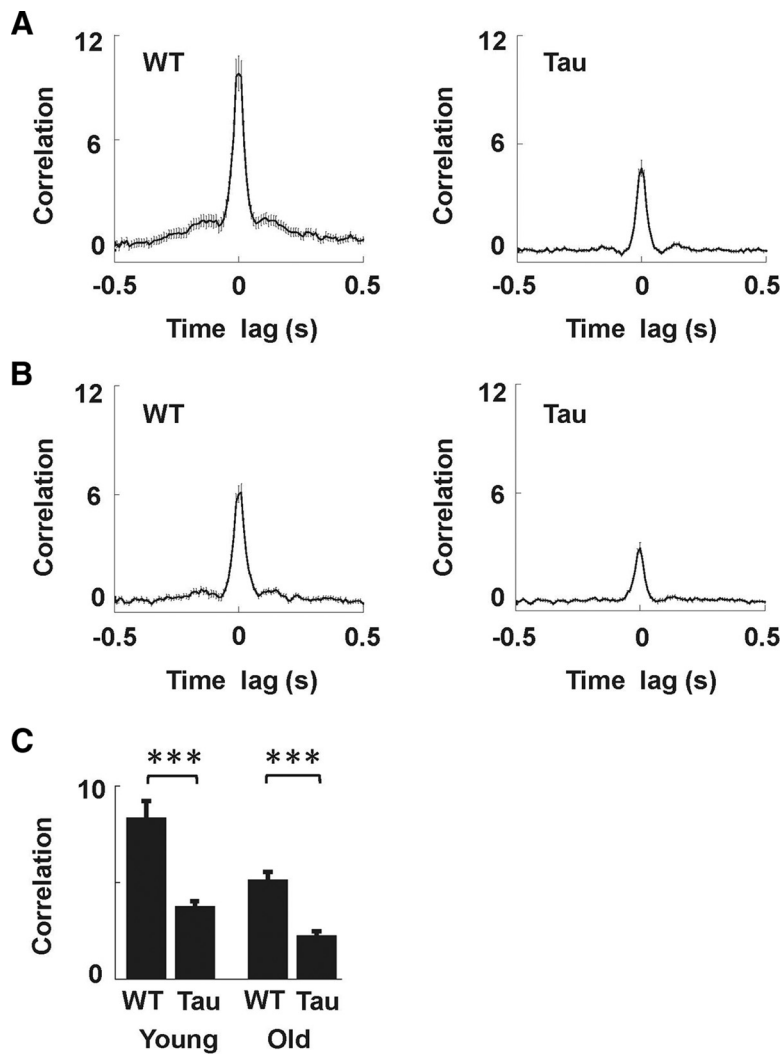 A
12
6
0
Correlation
WT
-0.5
0
0.5
Time lag (s)
12
6
0
Correlation
Tau
-0.5
0
0.5
Time lag (s)
B
12
6
0
Correlation
WT
-0.5
0
0.5
Time lag (s)
12
6
0
Correlation
Tau
-0.5
0
0.5
Time lag (s)
C
*** ***
10
0
Correlation
WT Tau WT Tau
Young Old